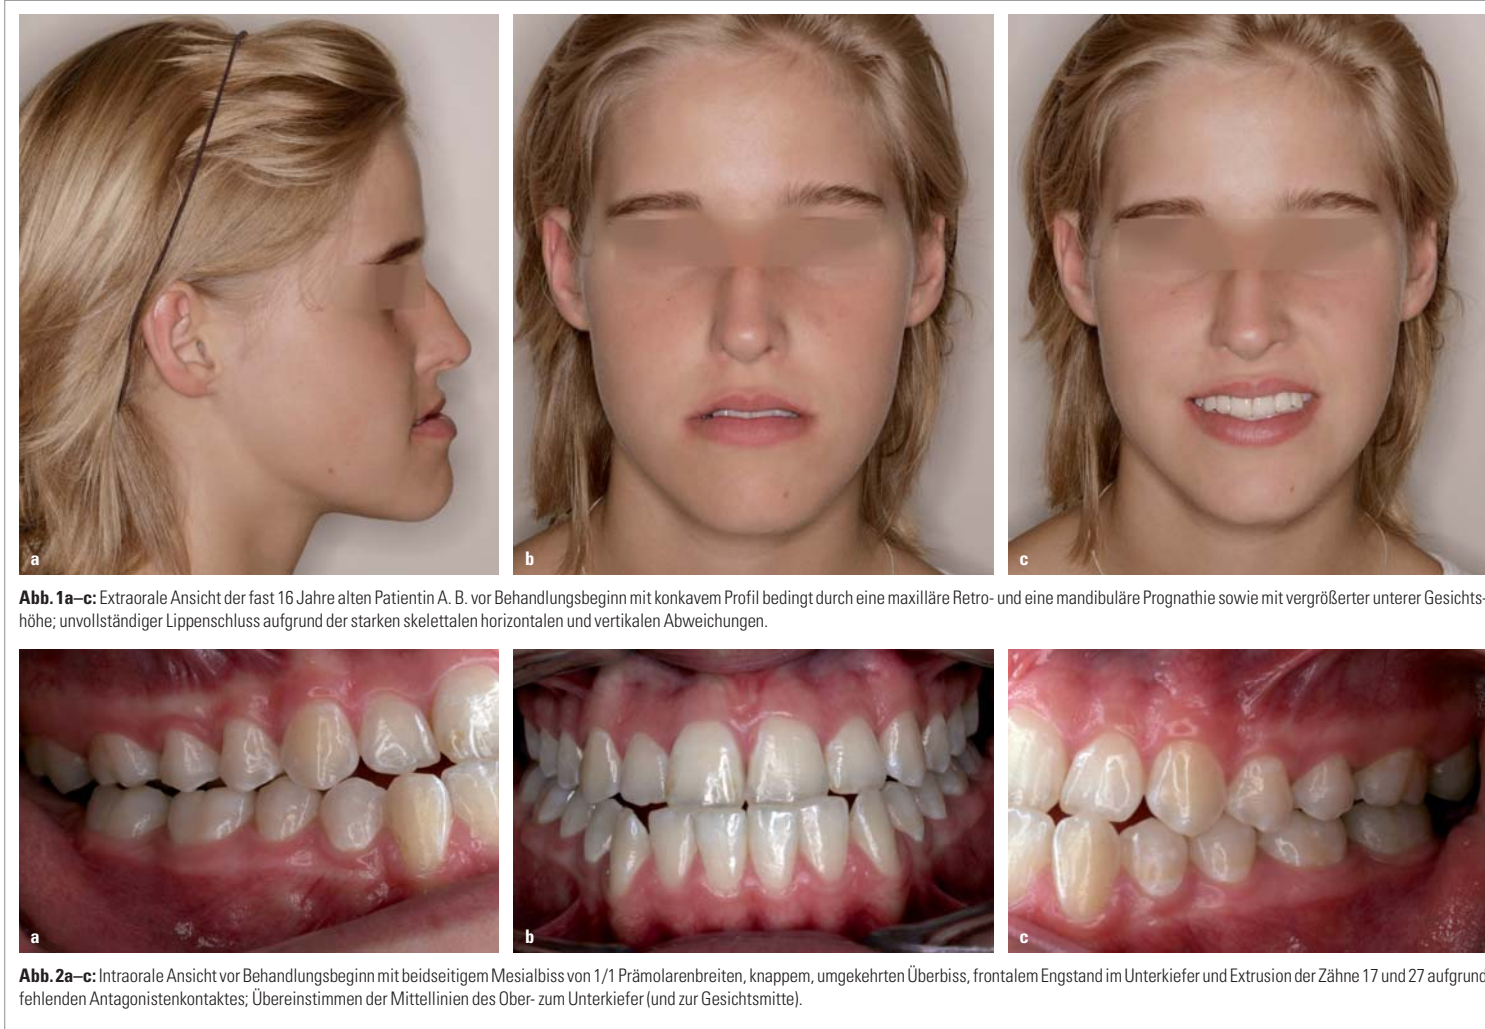 a
b
c
Abb. 1a–c: Extraorale Ansicht der fast 16 Jahre alten Patientin A. B. vor Behandlungsbeginn mit konkavem Profil bedingt durch eine maxilläre Retro- und eine mandibuläre Prognathie sowie mit vergrößerter unterer Gesichts-
höhe; unvollständiger Lippenschluss aufgrund der starken skelettalen horizontalen und vertikalen Abweichungen.
a
b
c
Abb. 2a–c: Intraorale Ansicht vor Behandlungsbeginn mit beidseitigem Mesialbiss von 1/1 Prämolarenbreiten, knappem, umgekehrten Überbiss, frontalem Engstand im Unterkiefer und Extrusion der Zähne 17 und 27 aufgrund
fehlenden Antagonistenkontaktes; Übereinstimmen der Mittellinien des Ober- zum Unterkiefer (und zur Gesichtsmitte).